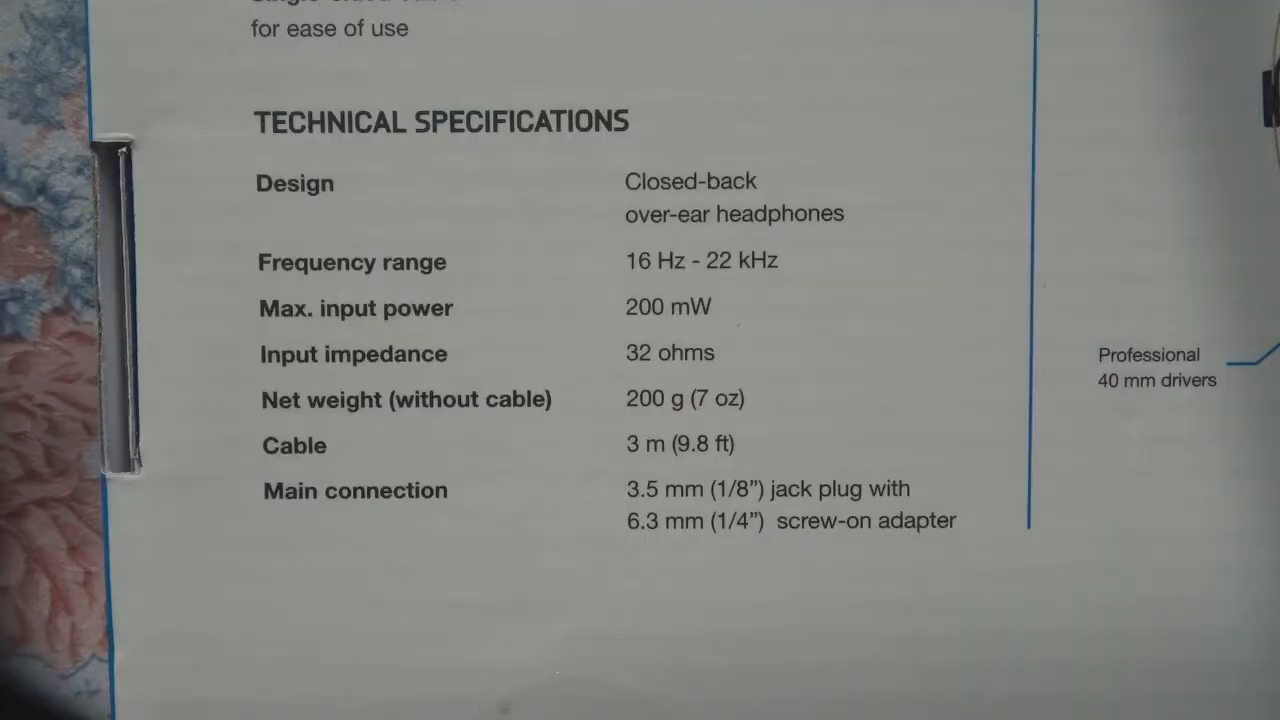 for ease of use
TECHNICAL SPECIFICATIONS
Design Closed-back
over-ear headphones
Frequency range 16 Hz - 22 kHz
Max. input power 200 mW
Input impedance 32 ohms
Net weight (without cable) 200 g (7 oz)
Cable 3 m (9.8 ft)
Main connection 3.5 mm (1/8”) jack plug with
6.3 mm (1/4”) screw-on adapter
Professional
40 mm drivers